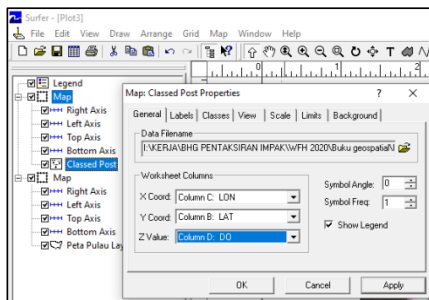 Surfer - [Plot3]
File Edit View Draw Arrange Grid Map Window Help
0 1 2
Legend
Map
Right Axis
Left Axis
Top Axis
Bottom Axis
Classed Post
Map
Right Axis
Left Axis
Top Axis
Bottom Axis
Peta Pulau Lay
Map: Classed Post Properties ? ×
General Labels Classes View Scale Limits Background
Data Filename
I:\KERJA\BHG PENTAKSIRAN IMPAK\WFH 2020\Buku geospatial\
Worksheet Columns
X Coord: Column C: LON
Y Coord: Column B: LAT
Z Value: Column D: DO
Symbol Angle: 0
Symbol Freq: 1
Show Legend
OK Cancel Apply